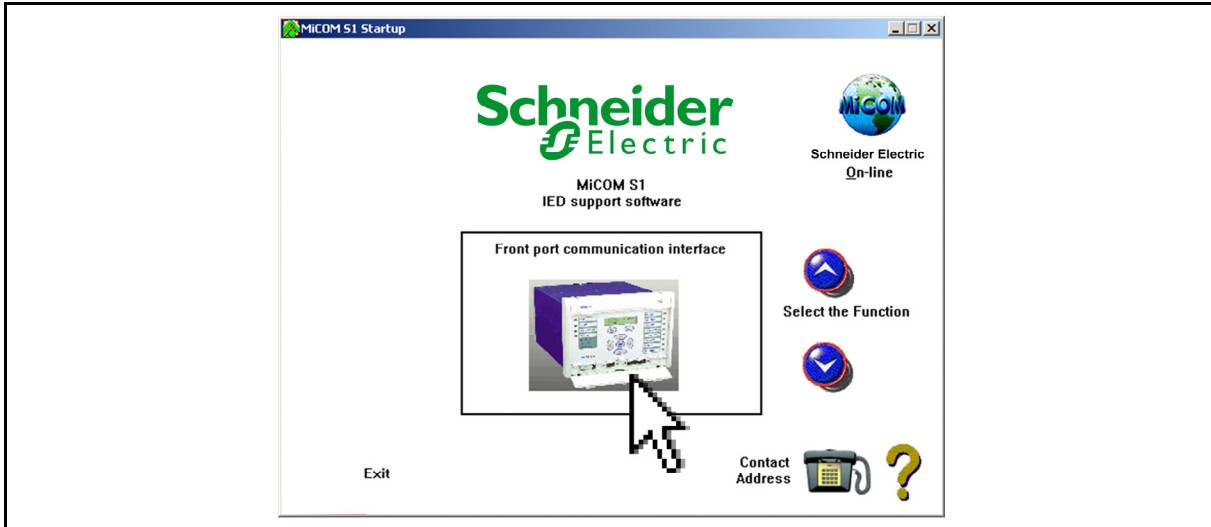 MiCOM S1 Startup
Schneider
Electric
MiCOM
Schneider Electric
On-line
MiCOM S1
IED support software
Front port communication interface
Select the Function
Exit
Contact
Address